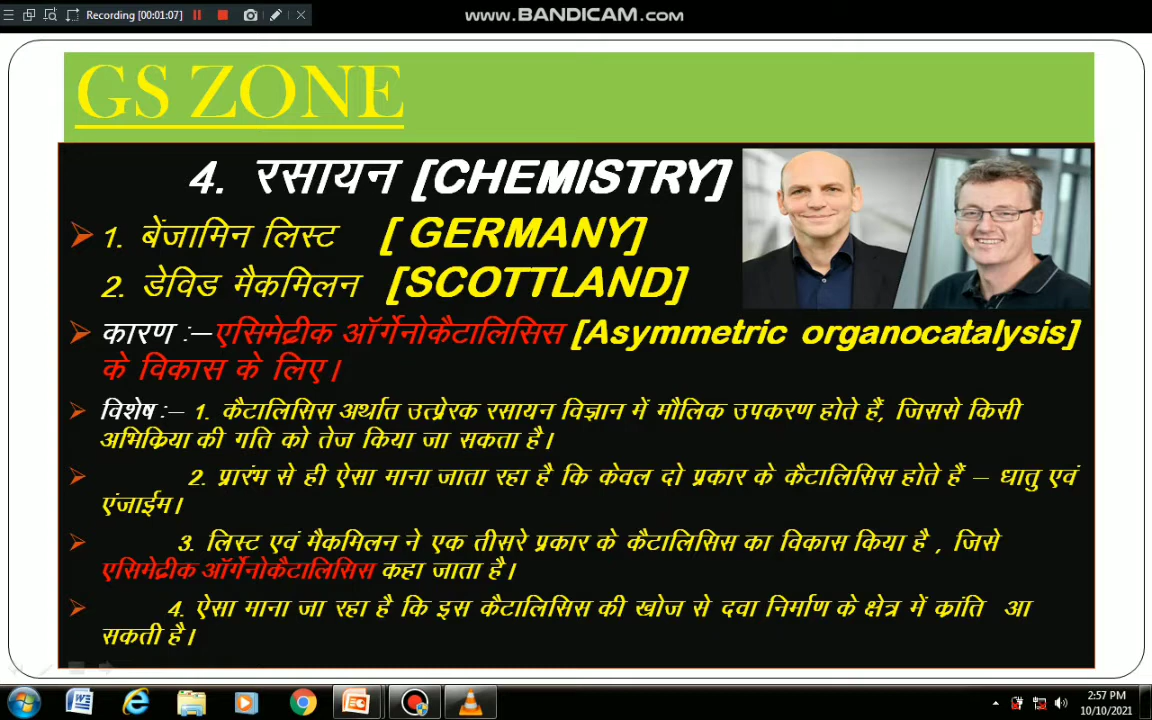 Recording [00:01:07]
www.BANDICAM.com
GS ZONE
4. रसायन [CHEMISTRY]
1. बेंजामिन लिस्ट [ GERMANY]
2. डेविड मैकमिलन [SCOTTLAND]
कारण :–एसिमेट्रीक ऑर्गेनोकैटालिसिस [Asymmetric organocatalysis]
के विकास के लिए।
विशेष :– 1. कैटालिसिस अर्थात उत्प्रेरक रसायन विज्ञान में मौलिक उपकरण होते हैं, जिससे किसी
अभिक्रिया की गति को तेज किया जा सकता है।
2. प्रारंभ से ही ऐसा माना जाता रहा है कि केवल दो प्रकार के कैटालिसिस होते हैं – धातु एवं
एंजाईम।
3. लिस्ट एवं मैकमिलन ने एक तीसरे प्रकार के कैटालिसिस का विकास किया है , जिसे
एसिमेट्रीक ऑर्गेनोकैटालिसिस कहा जाता है।
4. ऐसा माना जा रहा है कि इस कैटालिसिस की खोज से दवा निर्माण के क्षेत्र में क्रांति आ
सकती है।
2:57 PM
10/10/2021